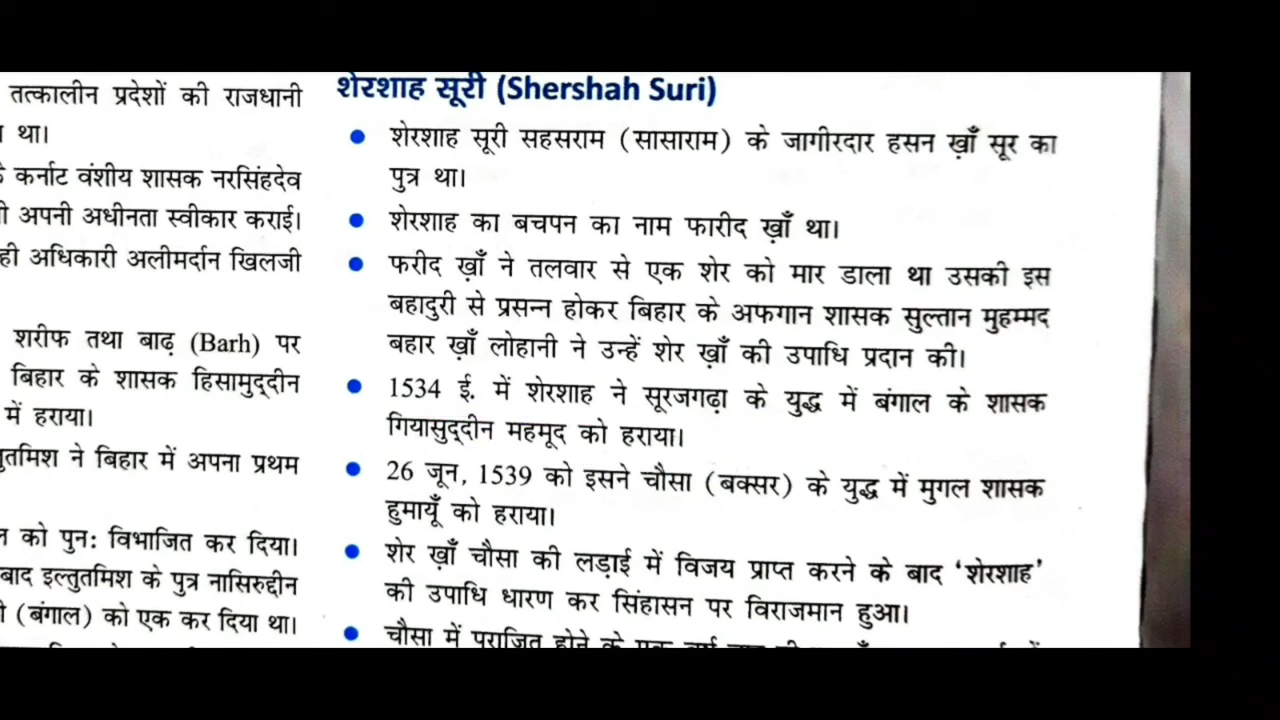 तत्कालीन प्रदेशों की राजधानी
था।
कर्नाट वंशीय शासक नरसिंहदेव
अपनी अधीनता स्वीकार कराई।
ही अधिकारी अलीमर्दान खिलजी
शरीफ तथा बाढ़ (Barh) पर
बिहार के शासक हिसामुद्दीन
में हराया।
ने बिहार में अपना प्रथम
को पुन: विभाजित कर दिया।
बाद इल्तुतमिश के पुत्र नासिरुद्दीन
(बंगाल) को एक कर दिया था।
शेरशाह सूरी (Shershah Suri)
• शेरशाह सूरी सहसराम (सासाराम) के जागीरदार हसन ख़ाँ सूर का
पुत्र था।
• शेरशाह का बचपन का नाम फारीद ख़ाँ था।
• फरीद ख़ाँ ने तलवार से एक शेर को मार डाला था उसकी इस
बहादुरी से प्रसन्न होकर बिहार के अफगान शासक सुल्तान मुहम्मद
बहार ख़ाँ लोहानी ने उन्हें शेर ख़ाँ की उपाधि प्रदान की।
• 1534 ई. में शेरशाह ने सूरजगढ़ा के युद्ध में बंगाल के शासक
गियासुद्दीन महमूद को हराया।
• 26 जून, 1539 को इसने चौसा (बक्सर) के युद्ध में मुगल शासक
हुमायूँ को हराया।
• शेर ख़ाँ चौसा की लड़ाई में विजय प्राप्त करने के बाद ‘शेरशाह’
की उपाधि धारण कर सिंहासन पर विराजमान हुआ।
• चौसा में पराजित होने के एक वर्ष